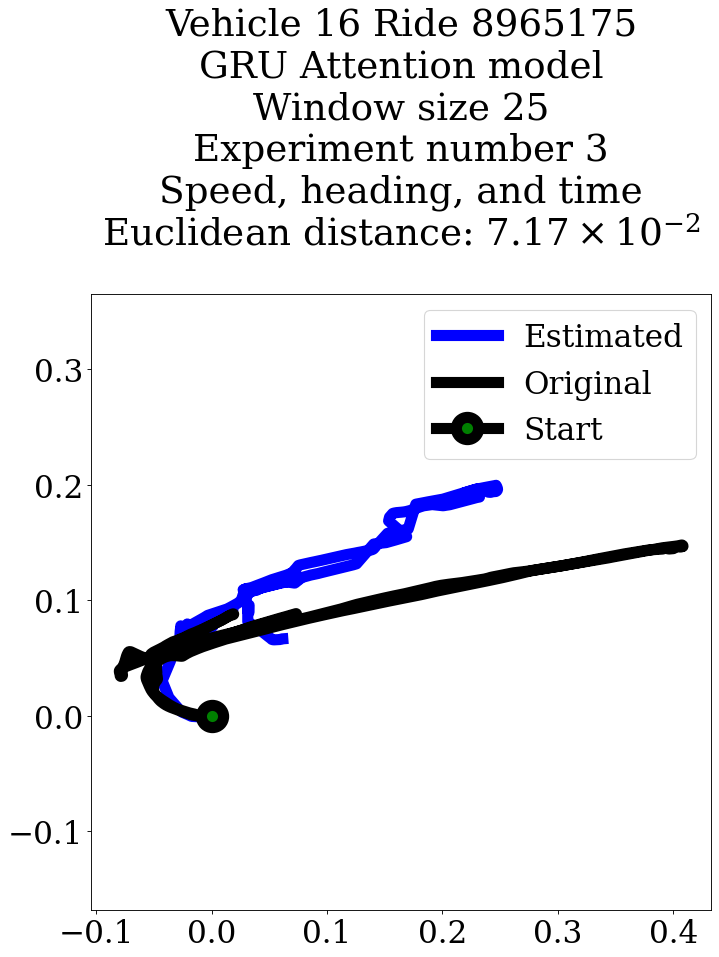 Vehicle 16 Ride 8965175
GRU Attention model
Window size 25
Experiment number 3
Speed, heading, and time
Euclidean distance: 7.17 × 10⁻²
Estimated
Original
Start
0.3
0.2
0.1
0.0
−0.1
−0.1 0.0 0.1 0.2 0.3 0.4